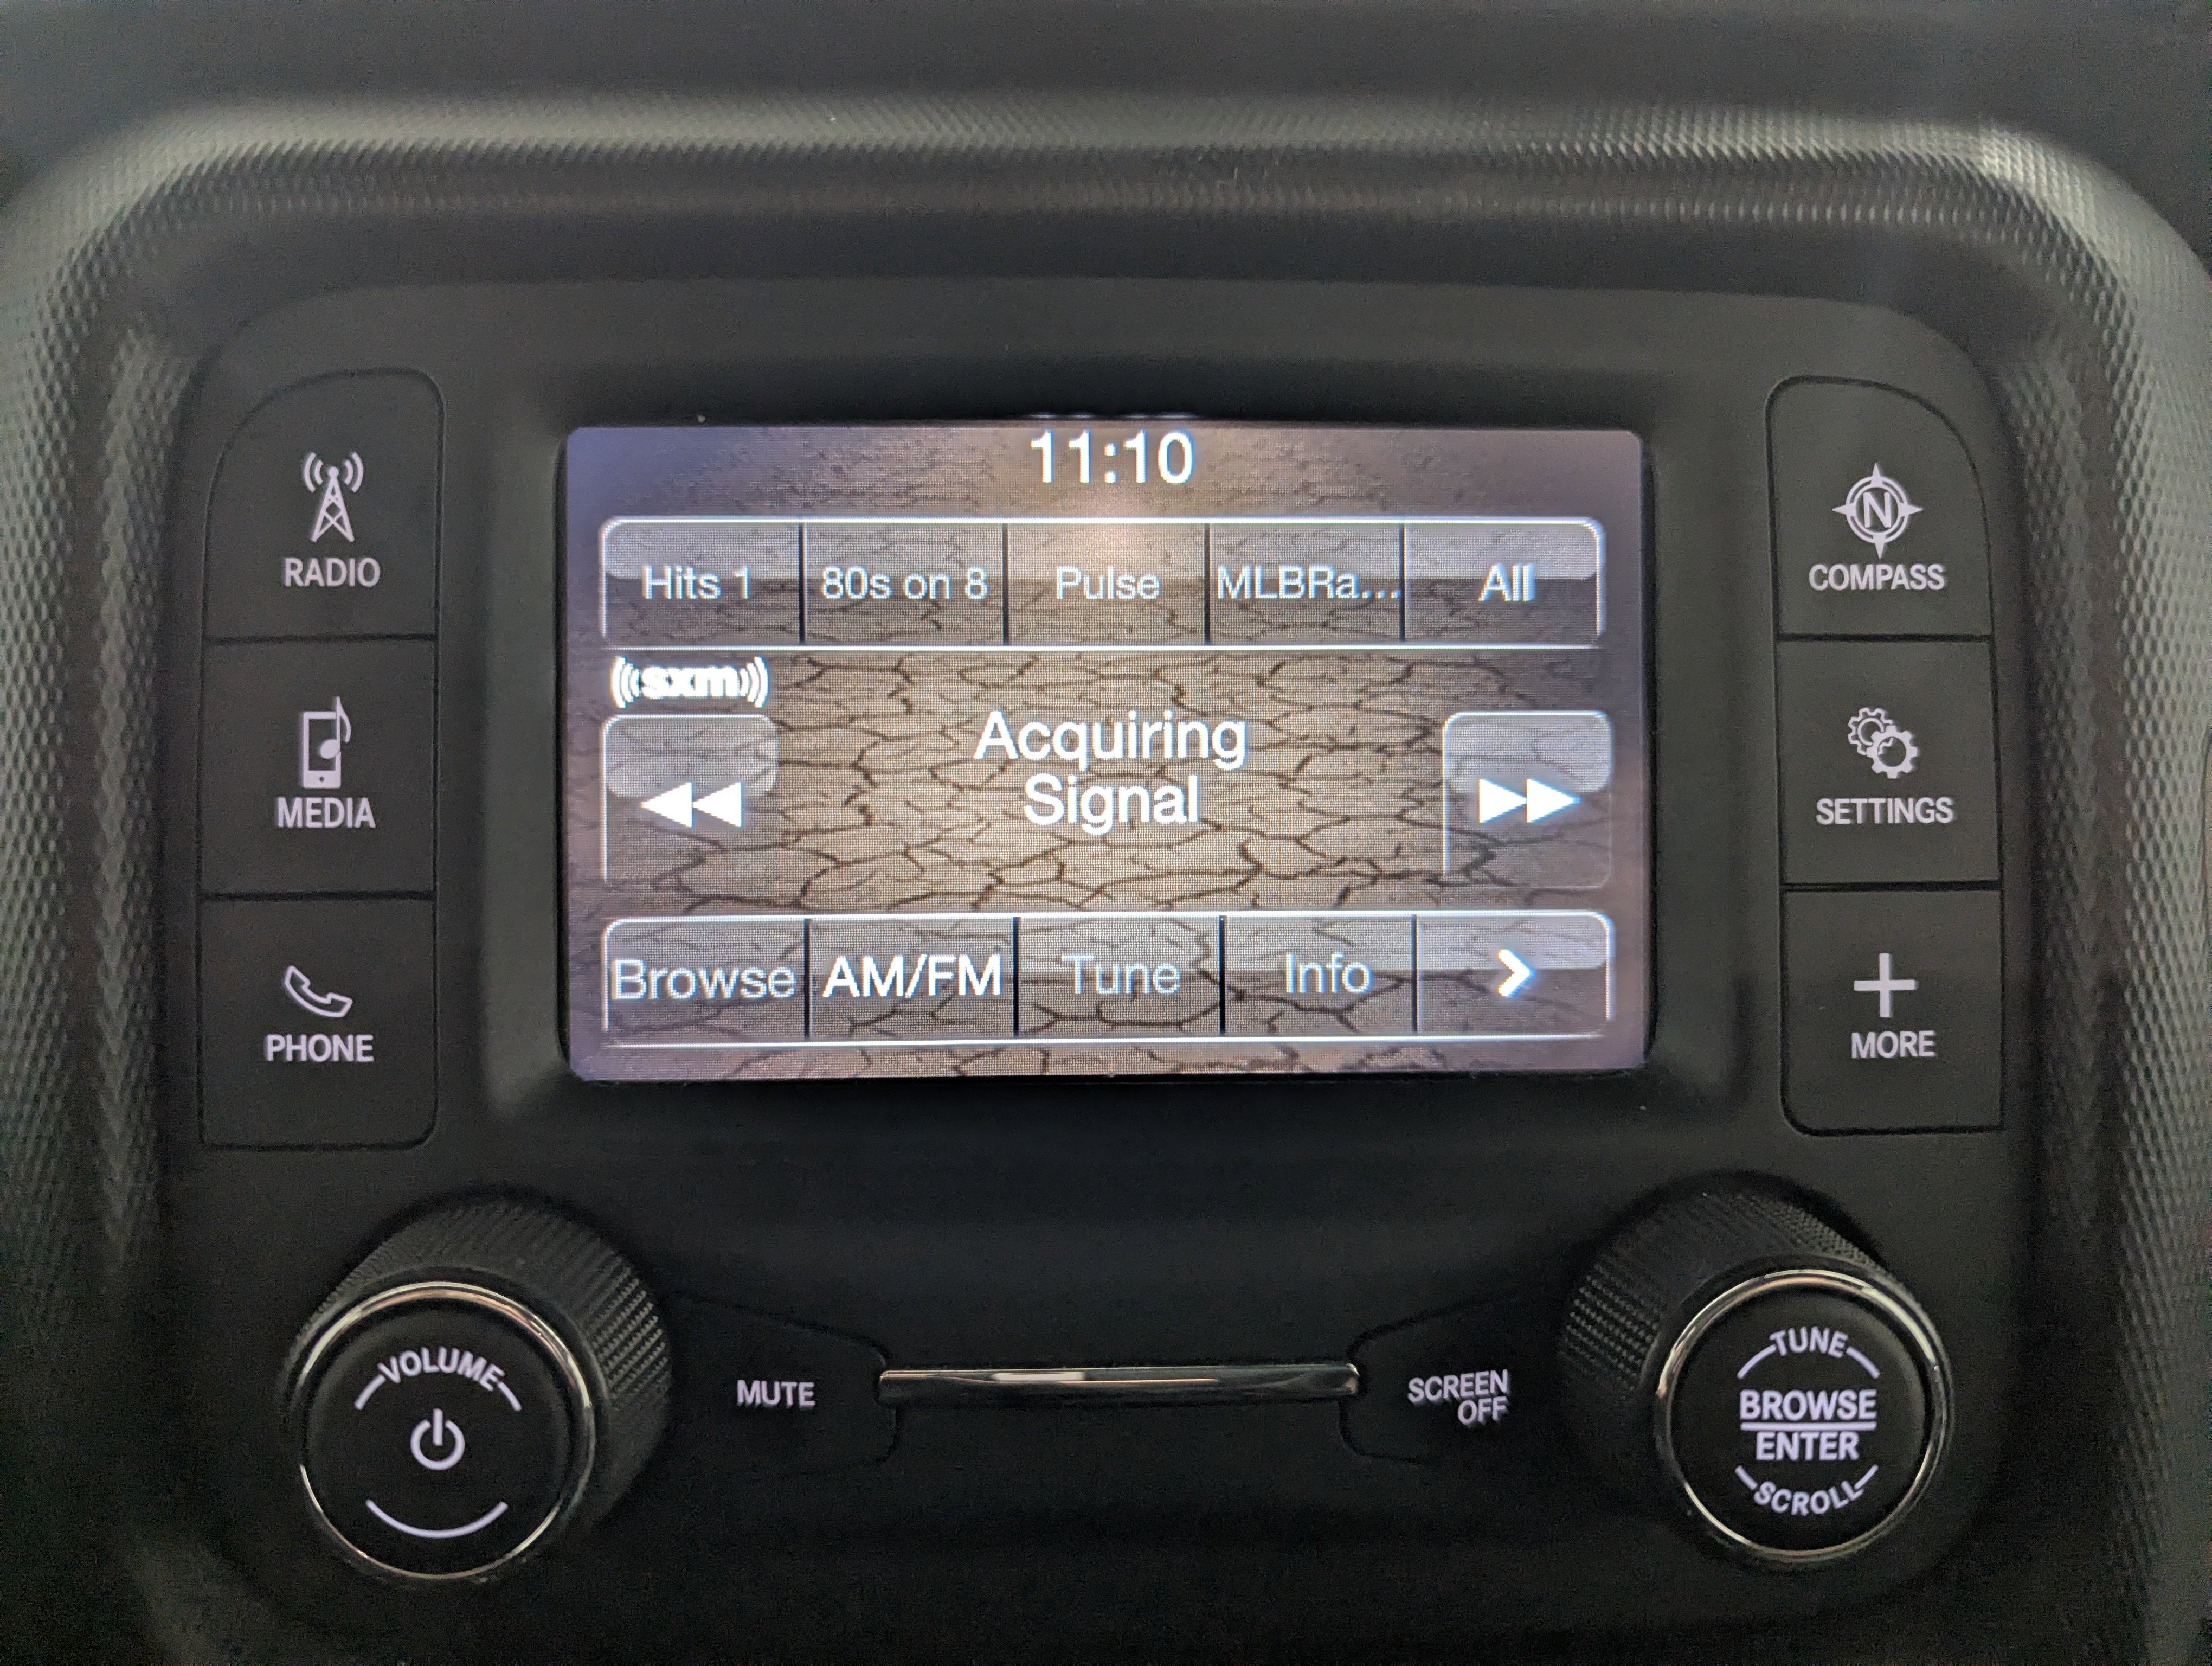 11:10
Hits 1 80s on 8 Pulse MLBRa... All
sxm
Acquiring
Signal
Browse AM/FM Tune Info
RADIO
MEDIA
PHONE
N
COMPASS
SETTINGS
MORE
VOLUME
MUTE
SCREEN
OFF
TUNE
BROWSE
ENTER
SCROLL